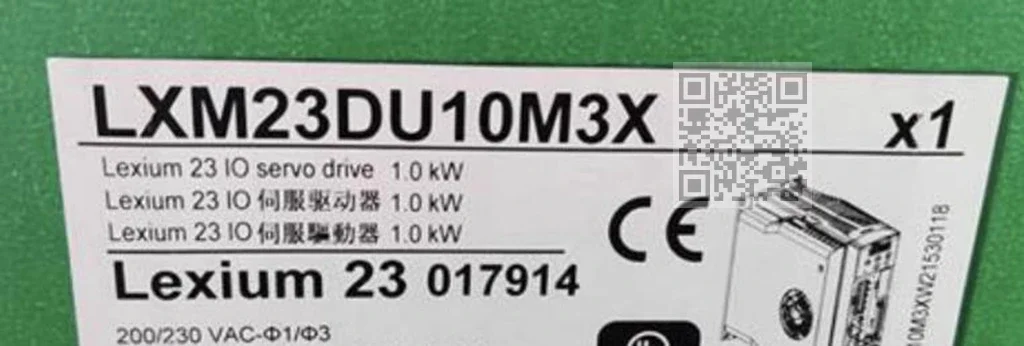 LXM23DU10M3X x1
Lexium 23 IO servo drive 1.0 kW
Lexium 23 IO 伺服驱动器 1.0 kW
Lexium 23 IO 伺服驅動器 1.0 kW
CE
Lexium 23 017914
200/230 VAC-Φ1/Φ3
10M3XW21530118